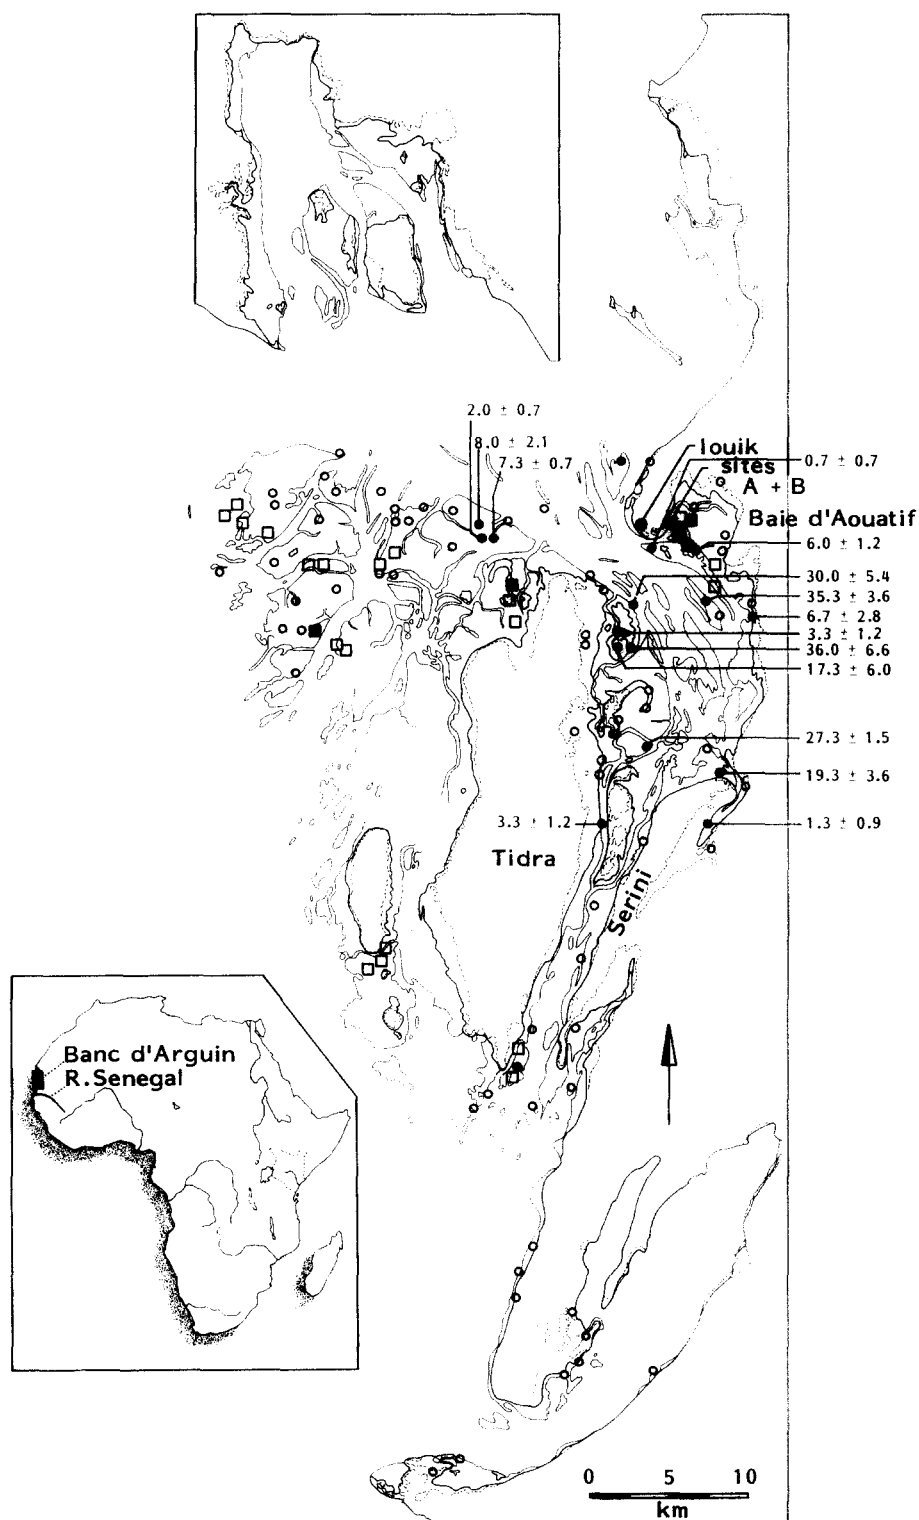 2.0 ± 0.7
8.0 ± 2.1
7.3 ± 0.7
Iouik
sites
A + B
0.7 ± 0.7
Baie d'Aouatif
6.0 ± 1.2
30.0 ± 5.4
35.3 ± 3.6
6.7 ± 2.8
3.3 ± 1.2
36.0 ± 6.6
17.3 ± 6.0
27.3 ± 1.5
19.3 ± 3.6
3.3 ± 1.2
1.3 ± 0.9
Tidra
Serini
Banc d'Arguin
R.Senegal
0 5 10
km